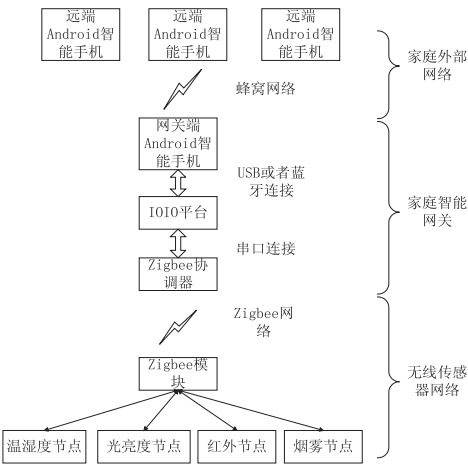 远端
Android智
能手机
远端
Android智
能手机
远端
Android智
能手机
家庭外部
网络
蜂窝网络
网关端
Android智
能手机
USB或者蓝
牙连接
IOIO平台
家庭智能
网关
串口连接
Zigbee协
调器
Zigbee网
络
Zigbee模
块
无线传感
器网络
温湿度节点
光亮度节点
红外节点
烟雾节点